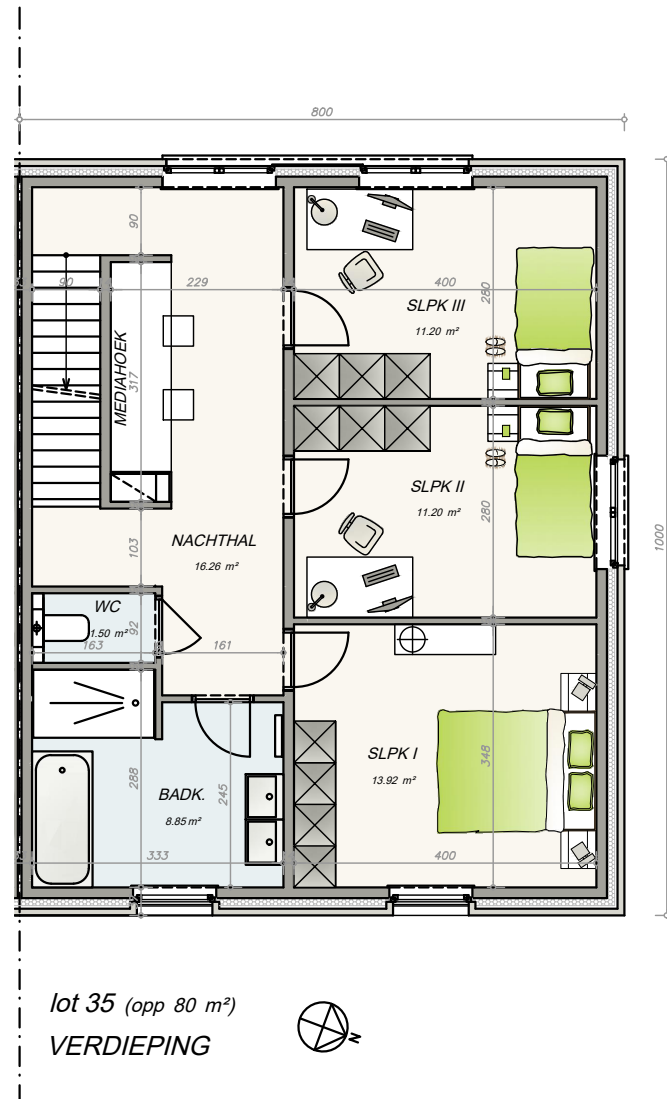 800
90
90
229
400
280
SLPK III
11.20 m²
MEDIAHOEK
317
1000
SLPK II
11.20 m²
280
103
NACHTHAL
16.26 m²
WC
1.50 m²
92
163
161
SLPK I
13.92 m²
348
288
245
BADK.
8.85 m²
333
400
lot 35 (opp 80 m²)
VERDIEPING
N